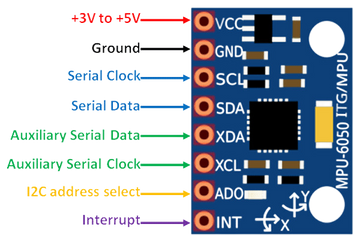 +3V to +5V VCC
Ground GND
Serial Clock SCL
Serial Data SDA
Auxiliary Serial Data XDA
Auxiliary Serial Clock XCL
I2C address select ADO
Interrupt INT
MPU-6050 ITG/MPU
Y
X